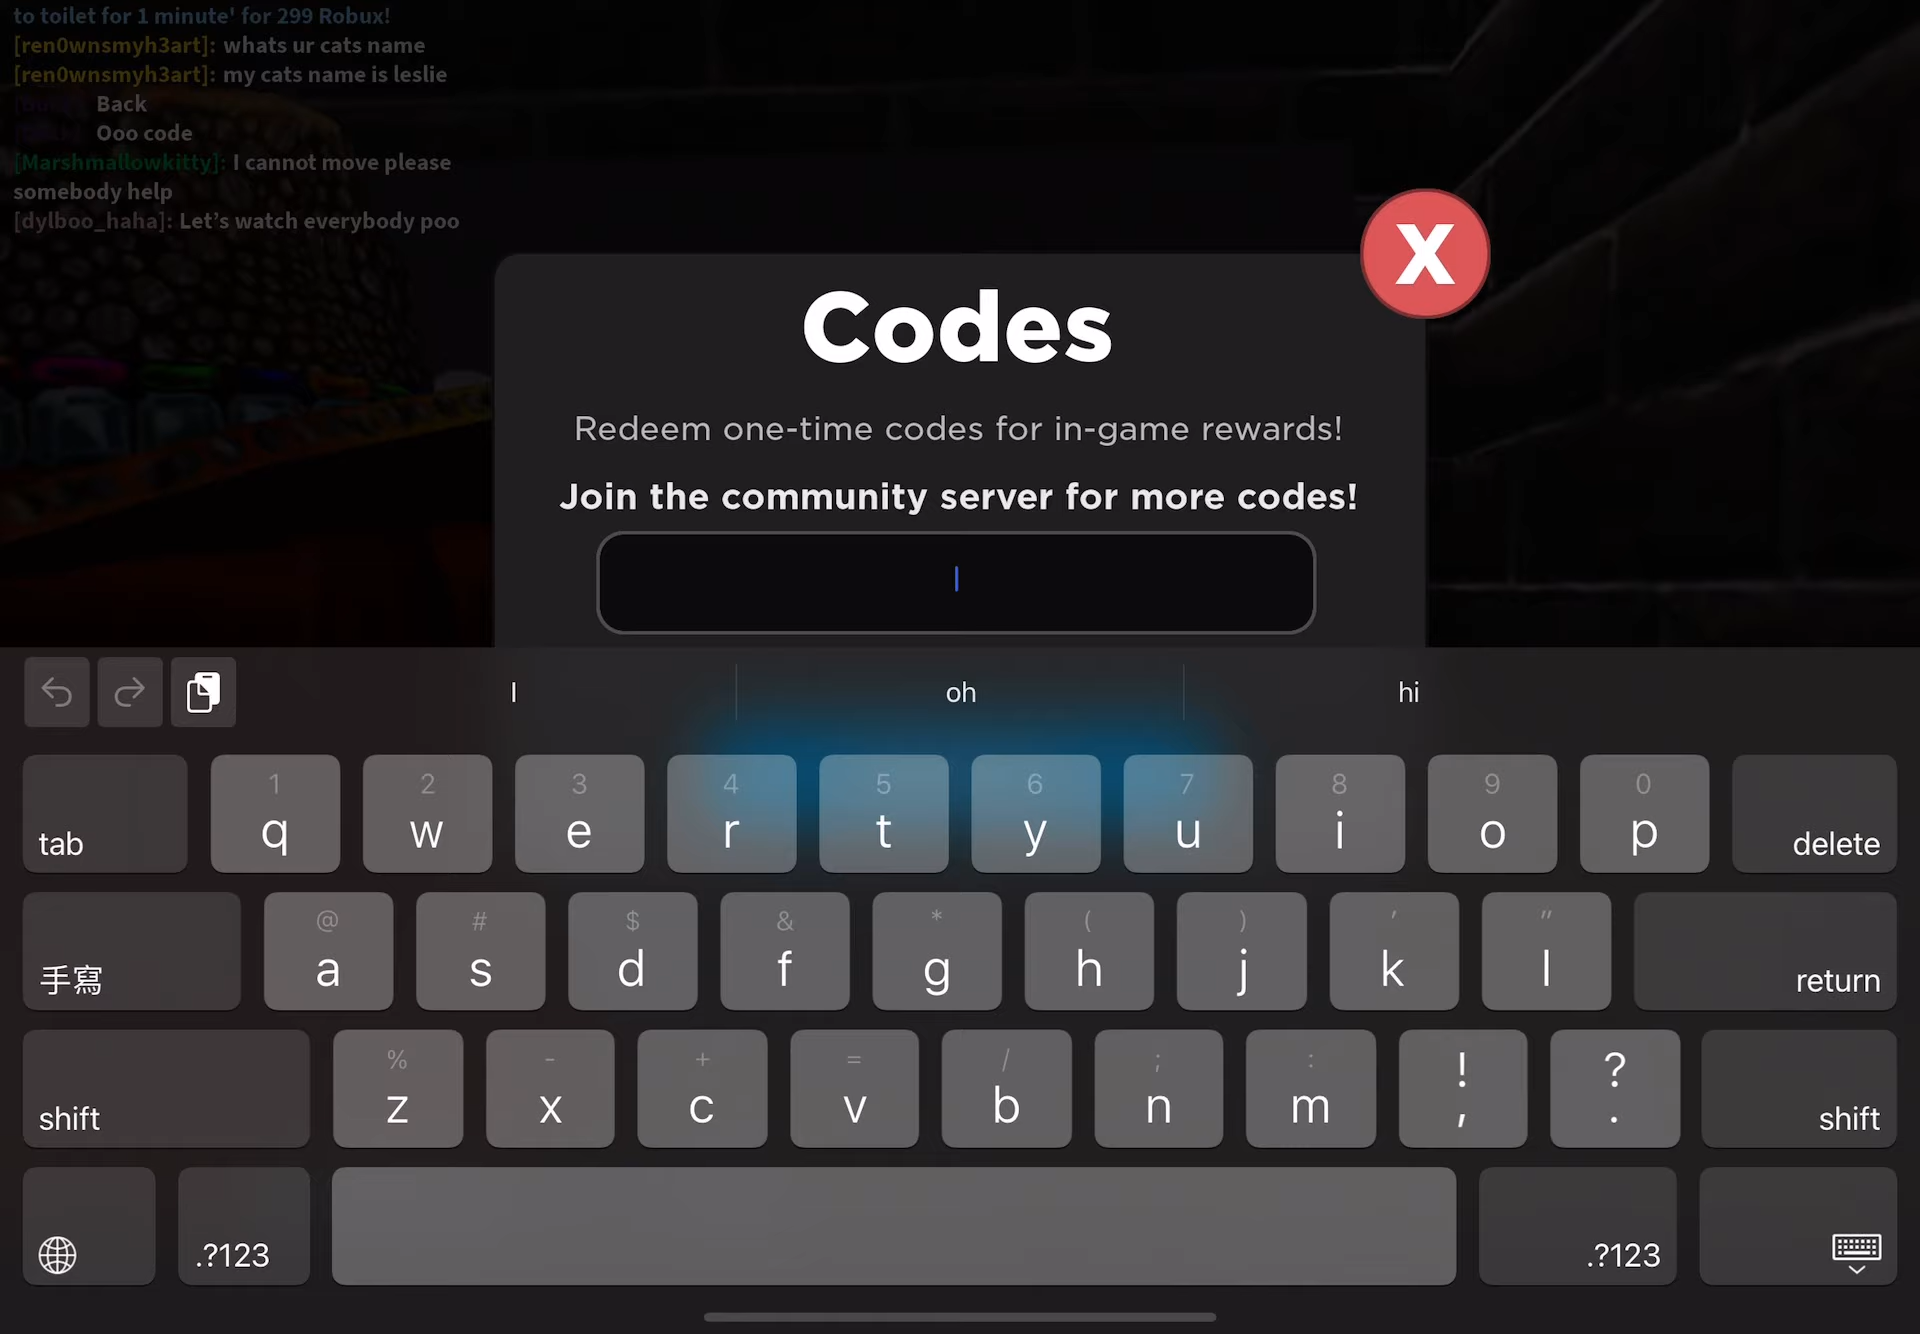 to toilet for 1 minute' for 299 Robux!
[ren0wnsmyh3art]: whats ur cats name
[ren0wnsmyh3art]: my cats name is leslie
Back
Ooo code
[Marshmallowkitty]: I cannot move please
somebody help
[dylboo_haha]: Let's watch everybody poo
X
Codes
Redeem one-time codes for in-game rewards!
Join the community server for more codes!
I oh hi
1 2 3 4 5 6 7 8 9 0
tab q w e r t y u i o p delete
@ # $ & * ( ) ' "
手寫 a s d f g h j k l return
% - + = / ; : ! ?
shift z x c v b n m , . shift
.?123 .?123